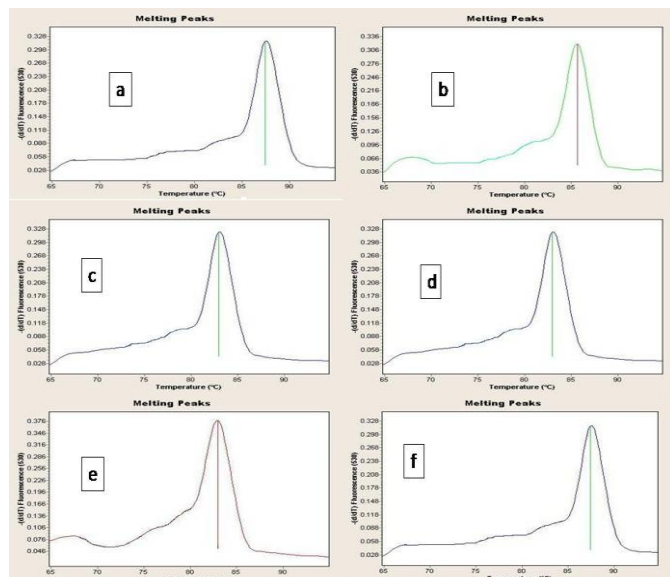 Melting Peaks
0.328
0.298
0.268
0.238
0.208
0.178
0.148
0.118
0.088
0.058
0.028
-(d/dT) Fluorescence (530)
a
65 70 75 80 85 90
Temperature (°C)
Melting Peaks
0.336
0.306
0.276
0.246
0.216
0.186
0.156
0.126
0.096
0.066
0.036
-(d/dT) Fluorescence (530)
b
65 70 75 80 85 90
Temperature (°C)
Melting Peaks
0.328
0.298
0.268
0.238
0.208
0.178
0.148
0.118
0.088
0.058
0.028
-(d/dT) Fluorescence (530)
c
65 70 75 80 85 90
Temperature (°C)
Melting Peaks
0.328
0.298
0.268
0.238
0.208
0.178
0.148
0.118
0.088
0.058
0.028
-(d/dT) Fluorescence (530)
d
65 70 75 80 85 90
Temperature (°C)
Melting Peaks
0.376
0.346
0.316
0.286
0.256
0.226
0.196
0.166
0.136
0.106
0.076
0.046
-(d/dT) Fluorescence (530)
e
65 70 75 80 85 90
Melting Peaks
0.328
0.298
0.268
0.238
0.208
0.178
0.148
0.118
0.088
0.058
0.028
-(d/dT) Fluorescence (530)
f
65 70 75 80 85 90